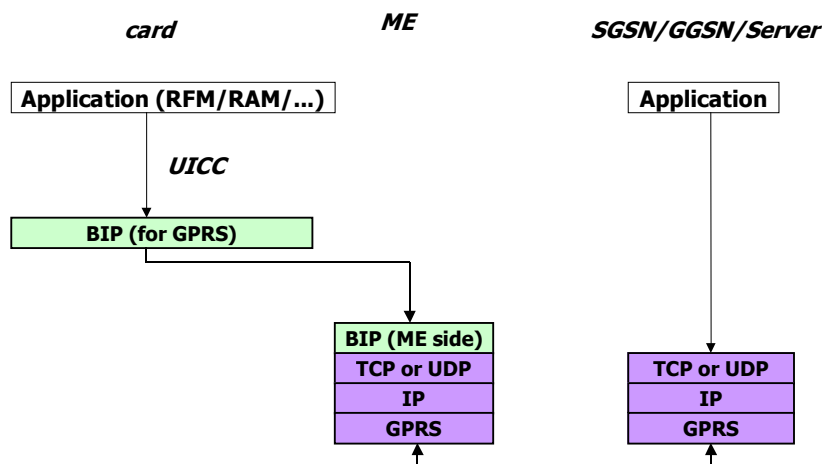 card
ME
SGSN/GGSN/Server
Application (RFM/RAM/...)
Application
UICC
BIP (for GPRS)
BIP (ME side)
TCP or UDP
TCP or UDP
IP
IP
GPRS
GPRS